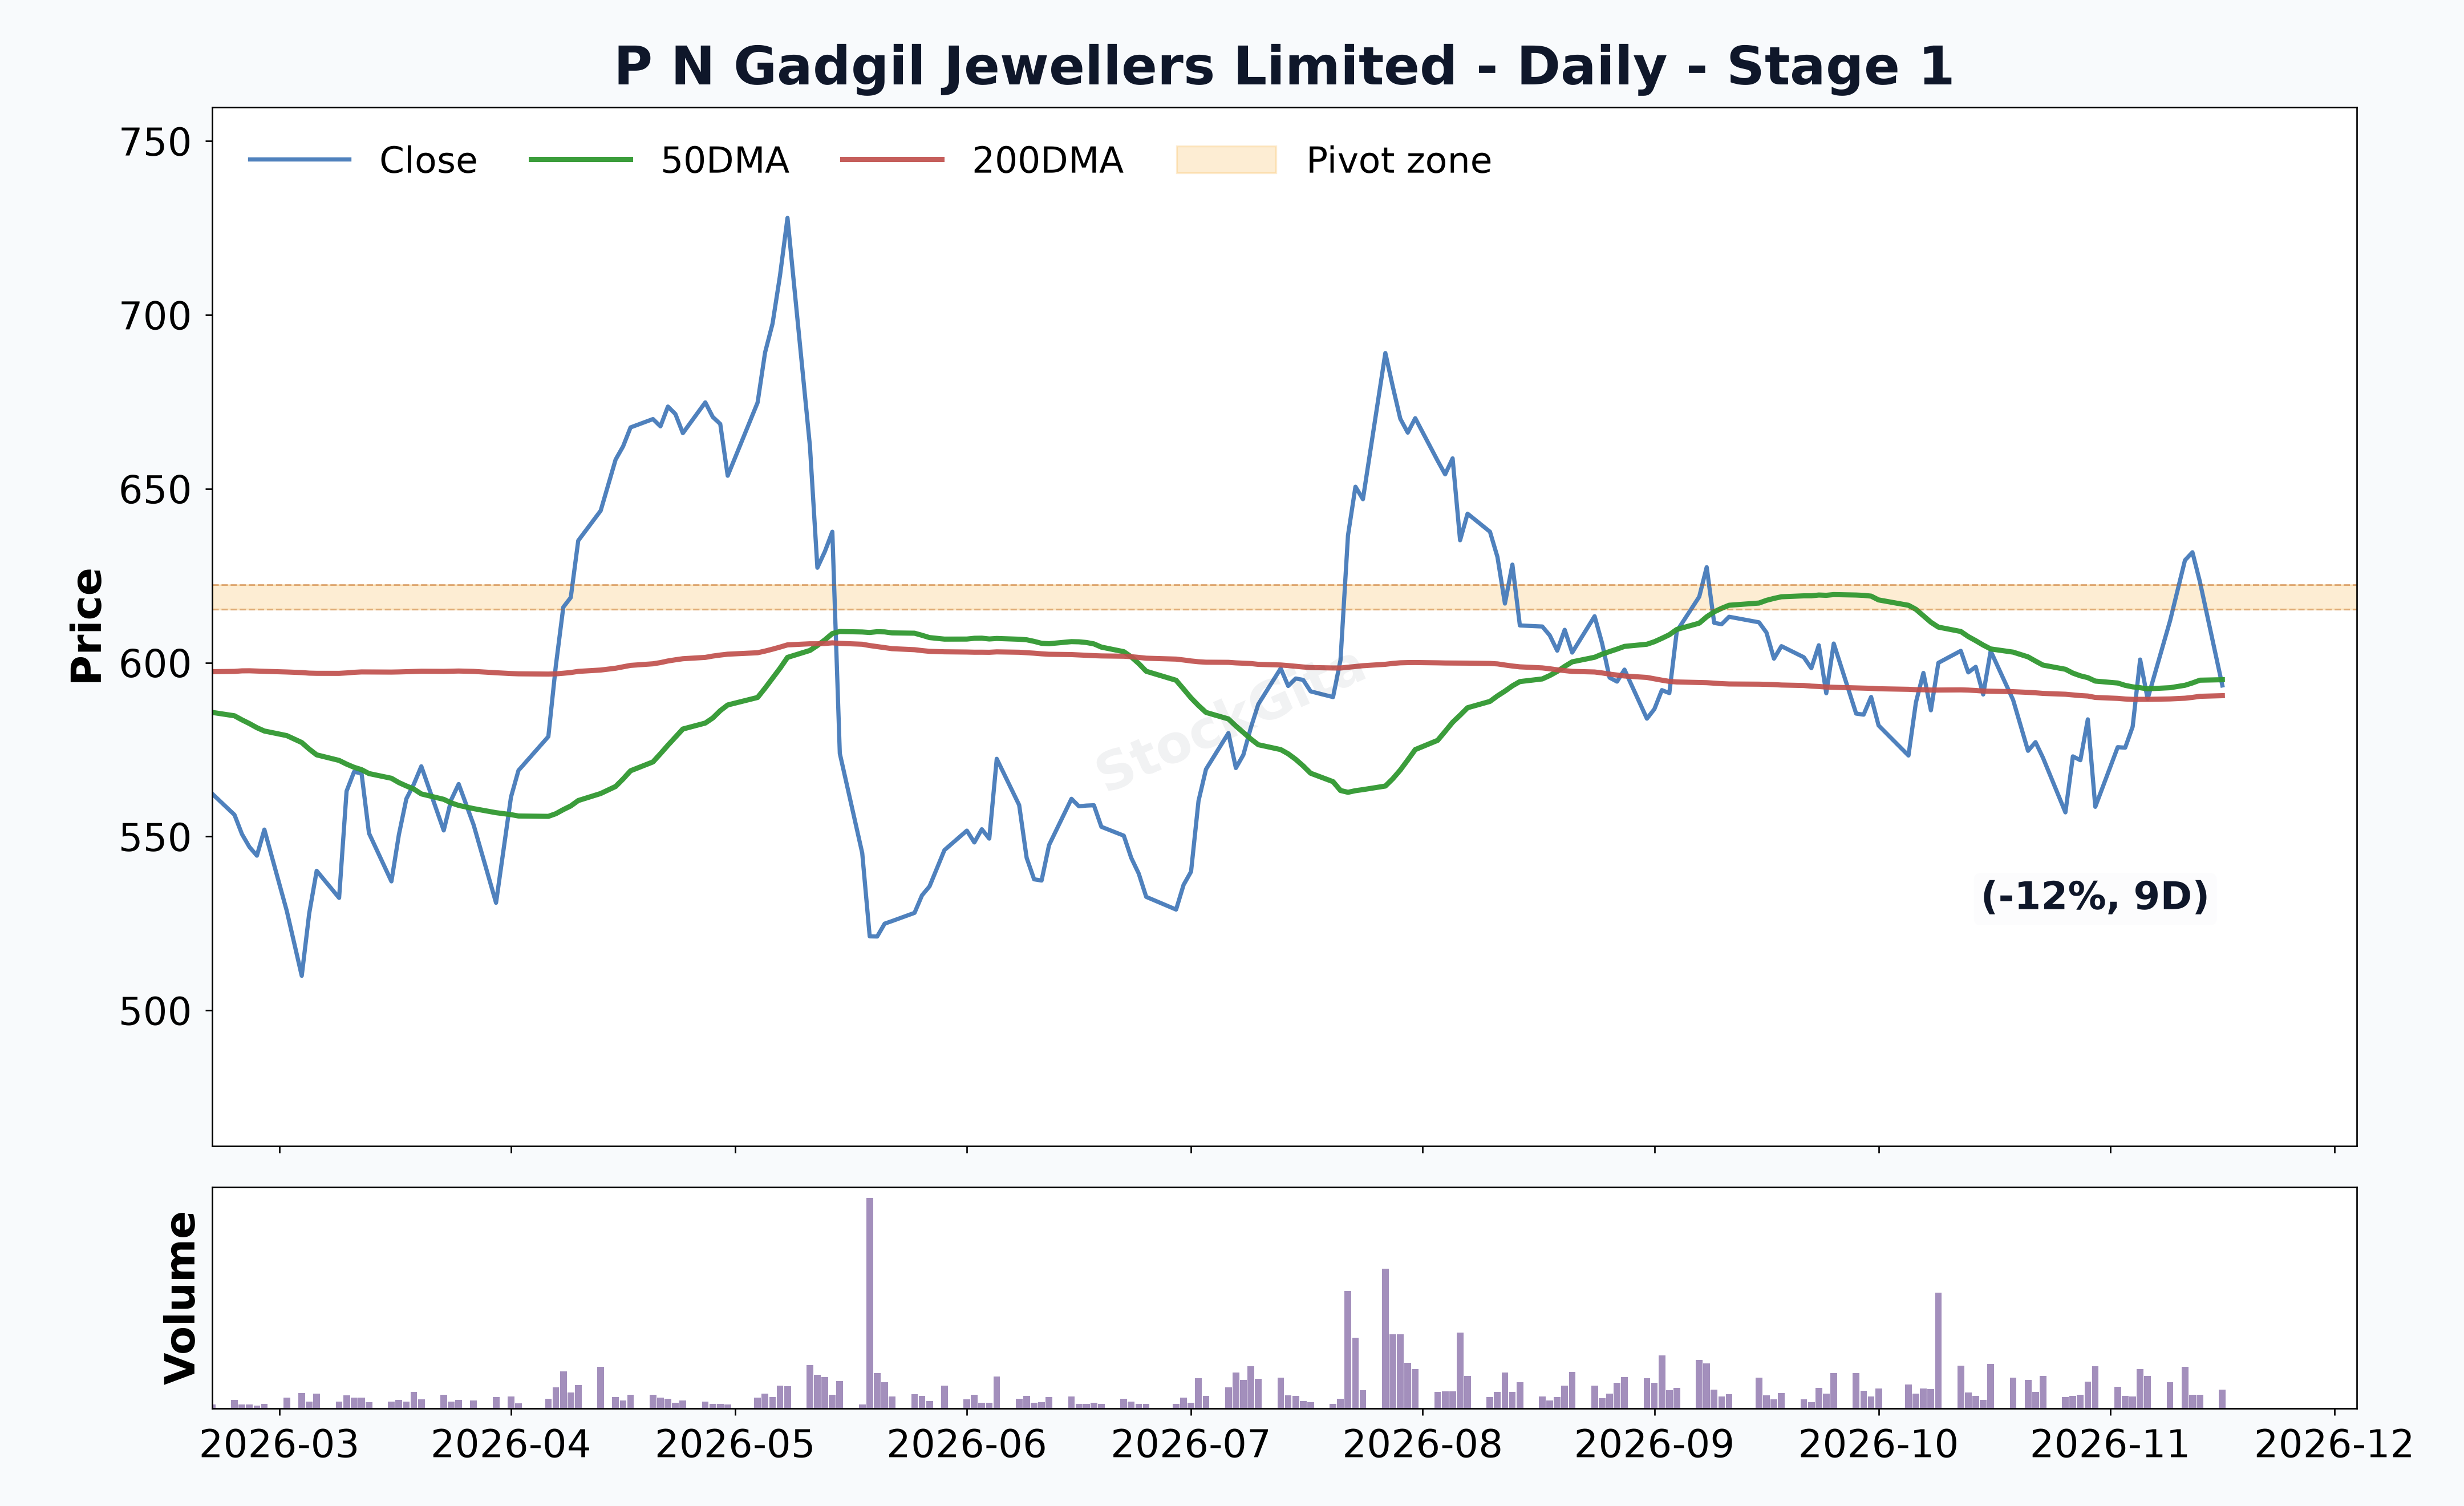 P N Gadgil Jewellers Limited - Daily - Stage 1
Close 50DMA 200DMA Pivot zone
750
700
650
600
550
500
Price
StockGita
(-12%, 9D)
Volume
2026-03 2026-04 2026-05 2026-06 2026-07 2026-08 2026-09 2026-10 2026-11 2026-12